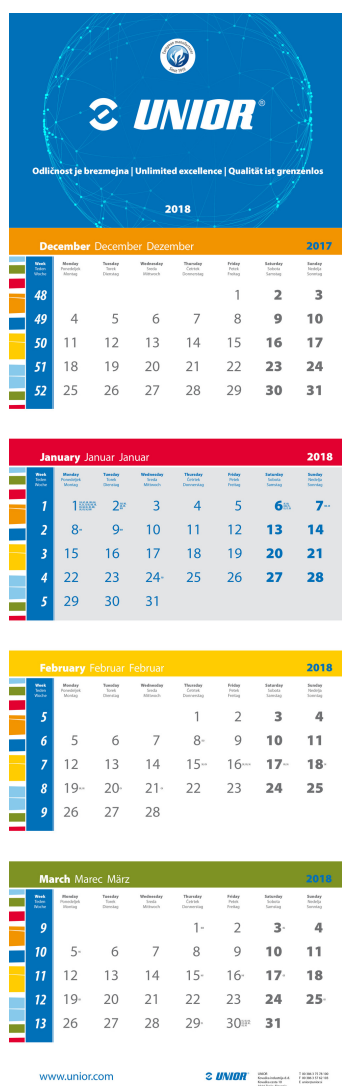 UNIOR®
Odličnost je brezmejna | Unlimited excellence | Qualität ist grenzenlos
2018
December December Dezember 2017
Week Monday Tuesday Wednesday Thursday Friday Saturday Sunday
Teden Ponedeljek Torek Sreda Četrtek Petek Sobota Nedelja
Woche Montag Dienstag Mittwoch Donnerstag Freitag Samstag Sonntag
48 1 2 3
49 4 5 6 7 8 9 10
50 11 12 13 14 15 16 17
51 18 19 20 21 22 23 24
52 25 26 27 28 29 30 31
January Januar Januar 2018
Week Monday Tuesday Wednesday Thursday Friday Saturday Sunday
Teden Ponedeljek Torek Sreda Četrtek Petek Sobota Nedelja
Woche Montag Dienstag Mittwoch Donnerstag Freitag Samstag Sonntag
1 1 2 3 4 5 6 7
2 8 9 10 11 12 13 14
3 15 16 17 18 19 20 21
4 22 23 24 25 26 27 28
5 29 30 31
February Februar Februar 2018
Week Monday Tuesday Wednesday Thursday Friday Saturday Sunday
Teden Ponedeljek Torek Sreda Četrtek Petek Sobota Nedelja
Woche Montag Dienstag Mittwoch Donnerstag Freitag Samstag Sonntag
5 1 2 3 4
6 5 6 7 8 9 10 11
7 12 13 14 15 16 17 18
8 19 20 21 22 23 24 25
9 26 27 28
March Marec März 2018
Week Monday Tuesday Wednesday Thursday Friday Saturday Sunday
Teden Ponedeljek Torek Sreda Četrtek Petek Sobota Nedelja
Woche Montag Dienstag Mittwoch Donnerstag Freitag Samstag Sonntag
9 1 2 3 4
10 5 6 7 8 9 10 11
11 12 13 14 15 16 17 18
12 19 20 21 22 23 24 25
13 26 27 28 29 30 31
www.unior.com
UNIOR